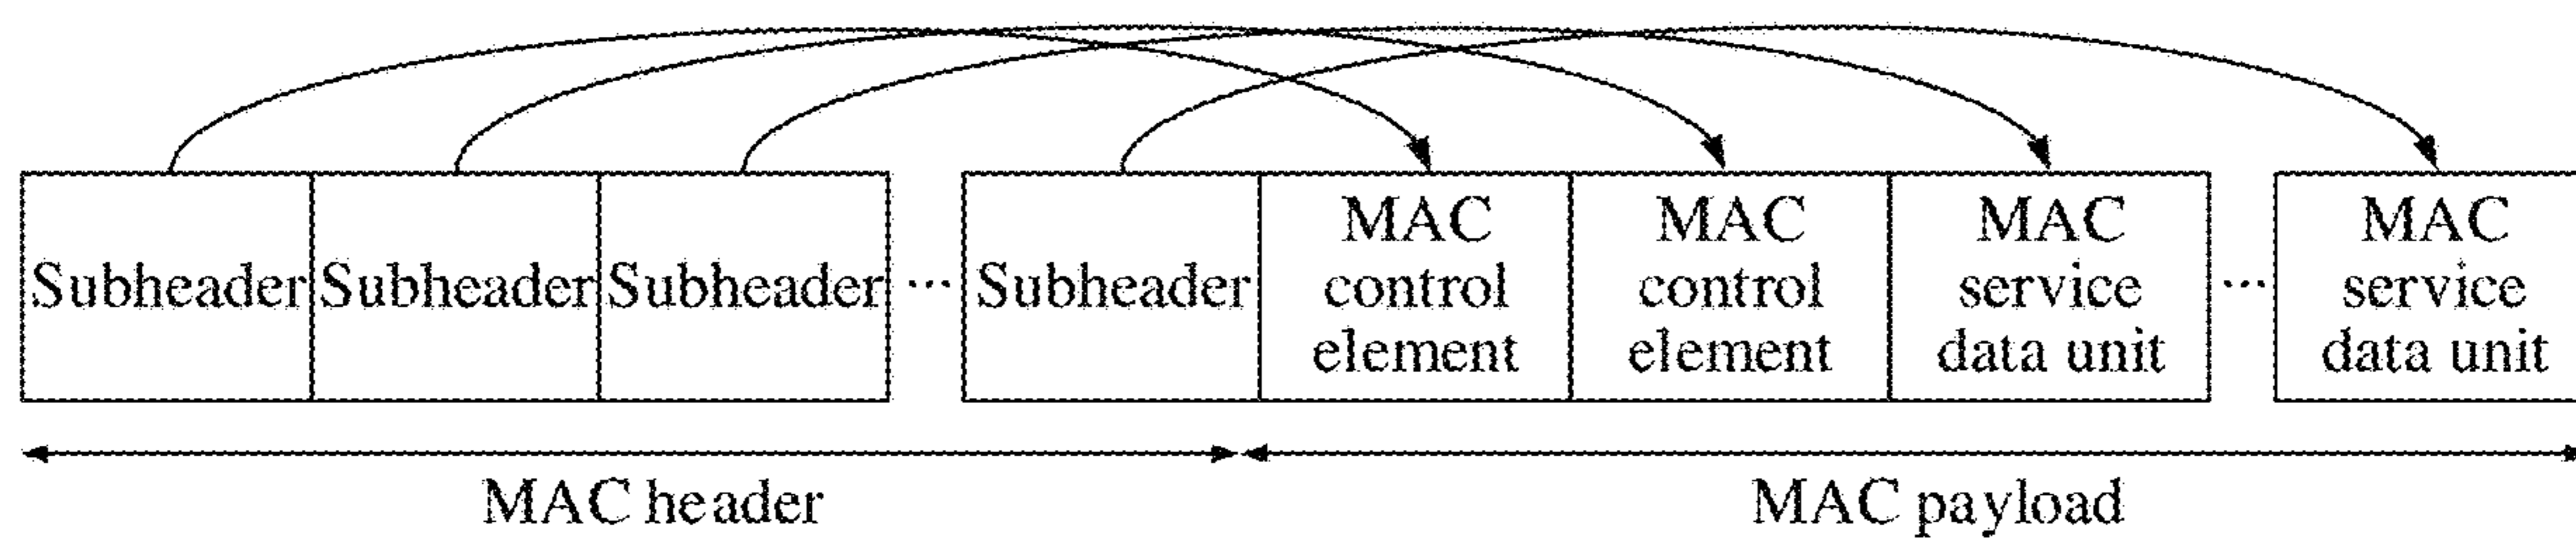 Subheader Subheader Subheader ... Subheader
MAC
control
element
MAC
control
element
MAC
service
data unit
...
MAC
service
data unit
MAC header
MAC payload